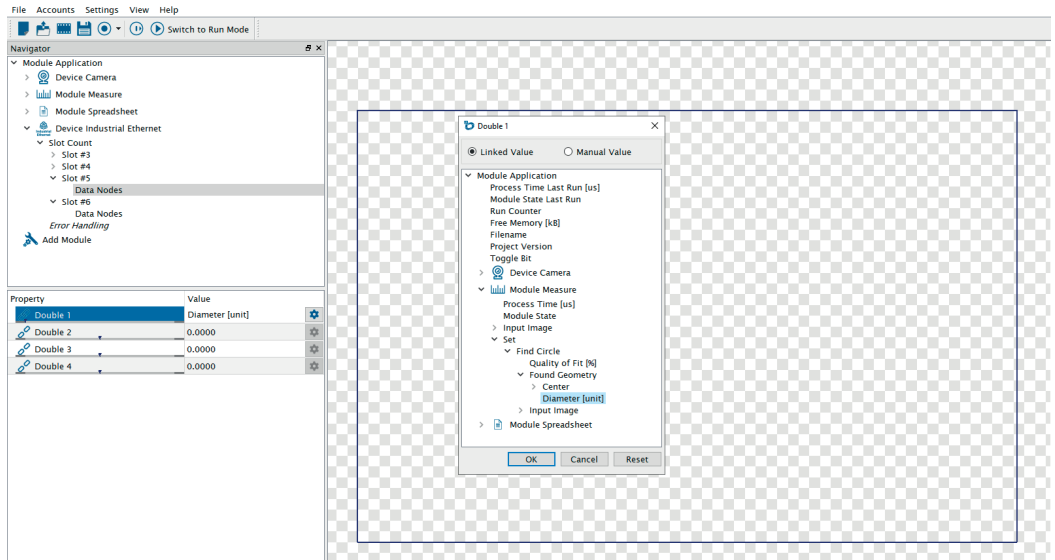 File Accounts Settings View Help
Switch to Run Mode
Navigator
Module Application
Device Camera
Module Measure
Module Spreadsheet
Device Industrial Ethernet
Slot Count
Slot #3
Slot #4
Slot #5
Data Nodes
Slot #6
Data Nodes
Error Handling
Add Module
Property Value
Double 1 Diameter [unit]
Double 2 0.0000
Double 3 0.0000
Double 4 0.0000
Double 1
Linked Value Manual Value
Module Application
Process Time Last Run [us]
Module State Last Run
Run Counter
Free Memory [kB]
Filename
Project Version
Toggle Bit
Device Camera
Module Measure
Process Time [us]
Module State
Input Image
Set
Find Circle
Quality of Fit [%]
Found Geometry
Center
Diameter [unit]
Input Image
Module Spreadsheet
OK Cancel Reset